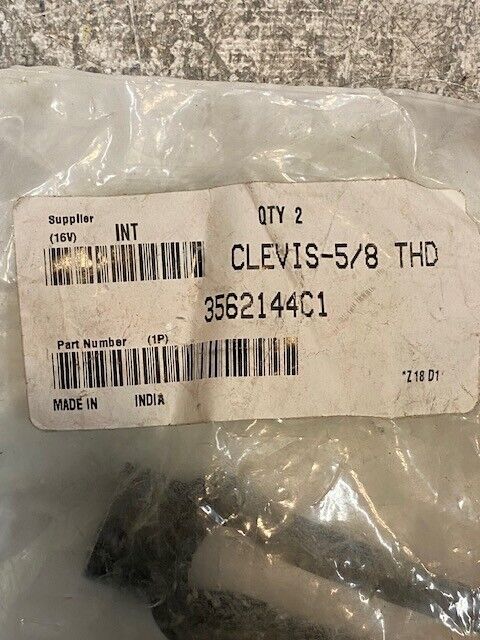 Supplier
(16V)
INT
QTY 2
CLEVIS-5/8 THD
3562144C1
Part Number (1P)
*Z18 D1
MADE IN INDIA